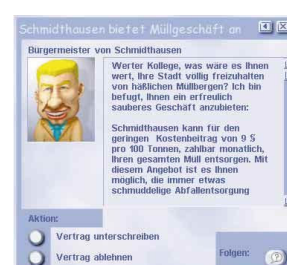 Schmidthausen bietet Müllgeschäft an
Bürgermeister von Schmidthausen
Werter Kollege, was wäre es Ihnen
wert, Ihre Stadt völlig freizuhalten
von häßlichen Müllbergen? Ich bin
befugt, Ihnen ein erfreulich
sauberes Geschäft anzubieten:
Schmidthausen kann für den
geringen Kostenbeitrag von 9 §
pro 100 Tonnen, zahlbar monatlich,
Ihren gesamten Müll entsorgen. Mit
diesem Angebot ist es Ihnen
möglich, die immer etwas
schmuddelige Abfallentsorgung
Aktion:
Vertrag unterschreiben
Vertrag ablehnen
Folgen:
?